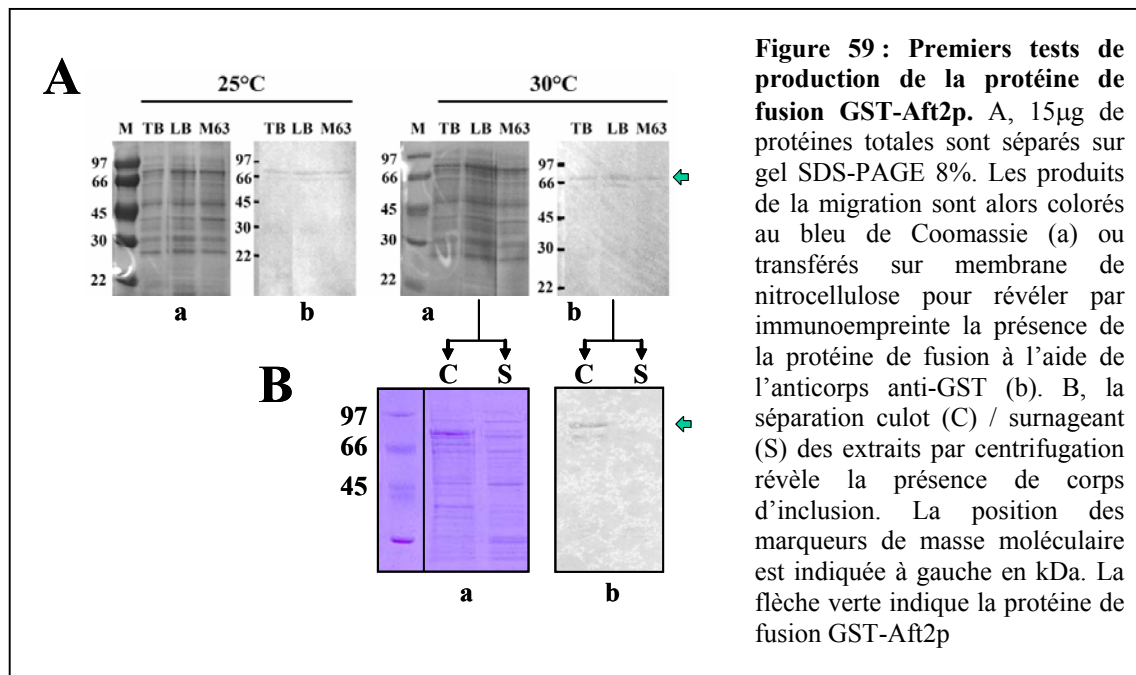 A
25°C
30°C
M TB LB M63
TB LB M63
M TB LB M63
TB LB M63
97
66
45
30
22
97
66
45
30
22
97
66
45
30
22
97
66
45
30
22
a
b
a
b
B
C S
C S
97
66
45
a
b
Figure 59 : Premiers tests de
production de la protéine de
fusion GST-Aft2p. A, 15μg de
protéines totales sont séparés sur
gel SDS-PAGE 8%. Les produits
de la migration sont alors colorés
au bleu de Coomassie (a) ou
transférés sur membrane de
nitrocellulose pour révéler par
immunoempreinte la présence de
la protéine de fusion à l’aide de
l’anticorps anti-GST (b). B, la
séparation culot (C) / surnageant
(S) des extraits par centrifugation
révèle la présence de corps
d’inclusion. La position des
marqueurs de masse moléculaire
est indiquée à gauche en kDa. La
flèche verte indique la protéine de
fusion GST-Aft2p